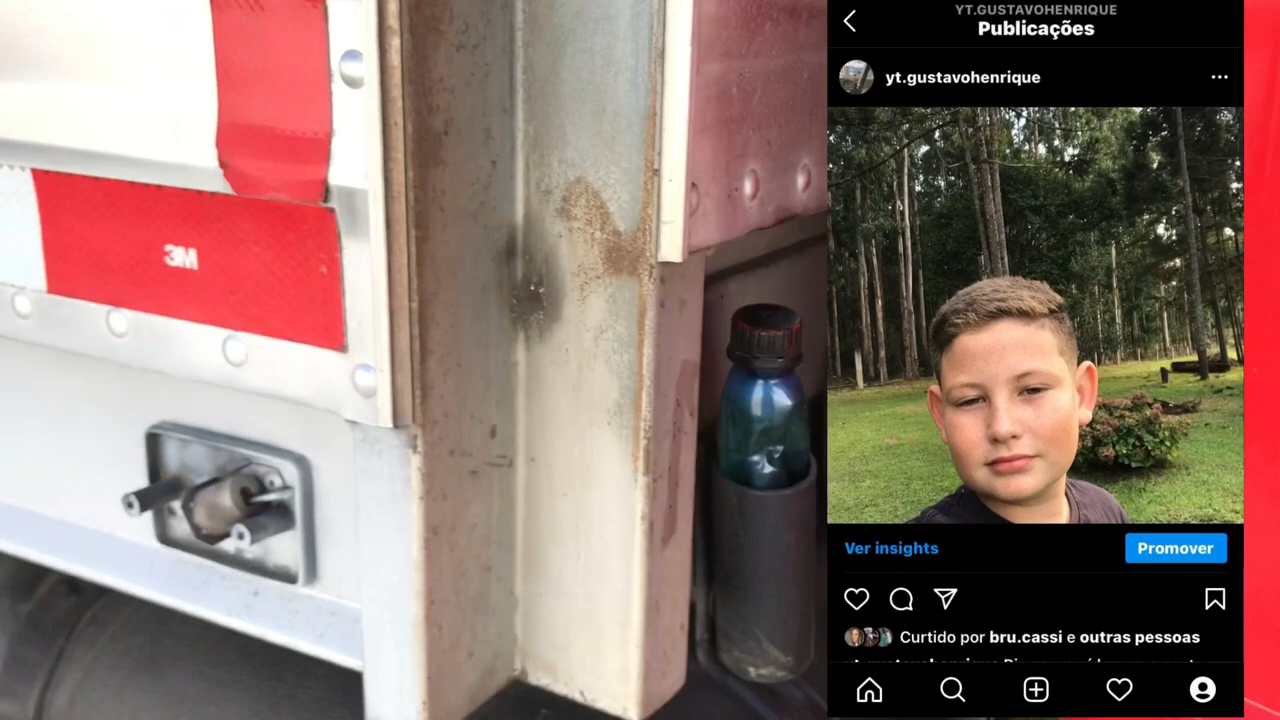 3M
YT.GUSTAVOHENRIQUE
Publicações
yt.gustavohenrique
Ver insights
Promover
Curtido por bru.cassi e outras pessoas